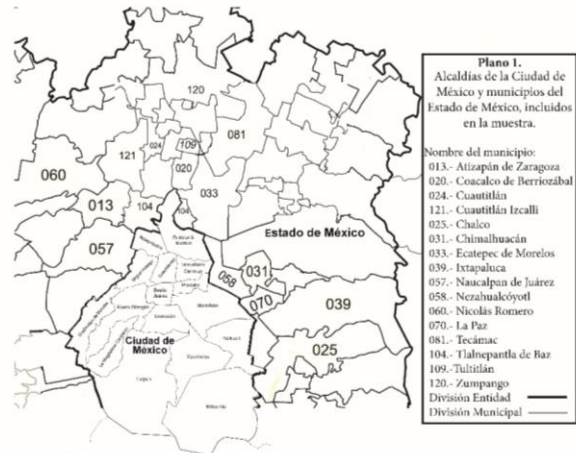 120
024
109
081
121
020
060
033
013
104
104
Estado de México
057
058
031
070
039
Benito Juárez
Ciudad de México
025
Plano 1.
Alcaldías de la Ciudad de
México y municipios del
Estado de México, incluidos
en la muestra.
Nombre del municipio:
013.- Atizapán de Zaragoza
020.- Coacalco de Berriozábal
024.- Cuautitlán
121.- Cuautitlán Izcalli
025.- Chalco
031.- Chimalhuacán
033.- Ecatepec de Morelos
039.- Ixtapaluca
057.- Naucalpan de Juárez
058.- Nezahualcóyotl
060.- Nicolás Romero
070.- La Paz
081.- Tecámac
104.- Tlalnepantla de Baz
109.-Tultitlán
120.- Zumpango
División Entidad
División Municipal